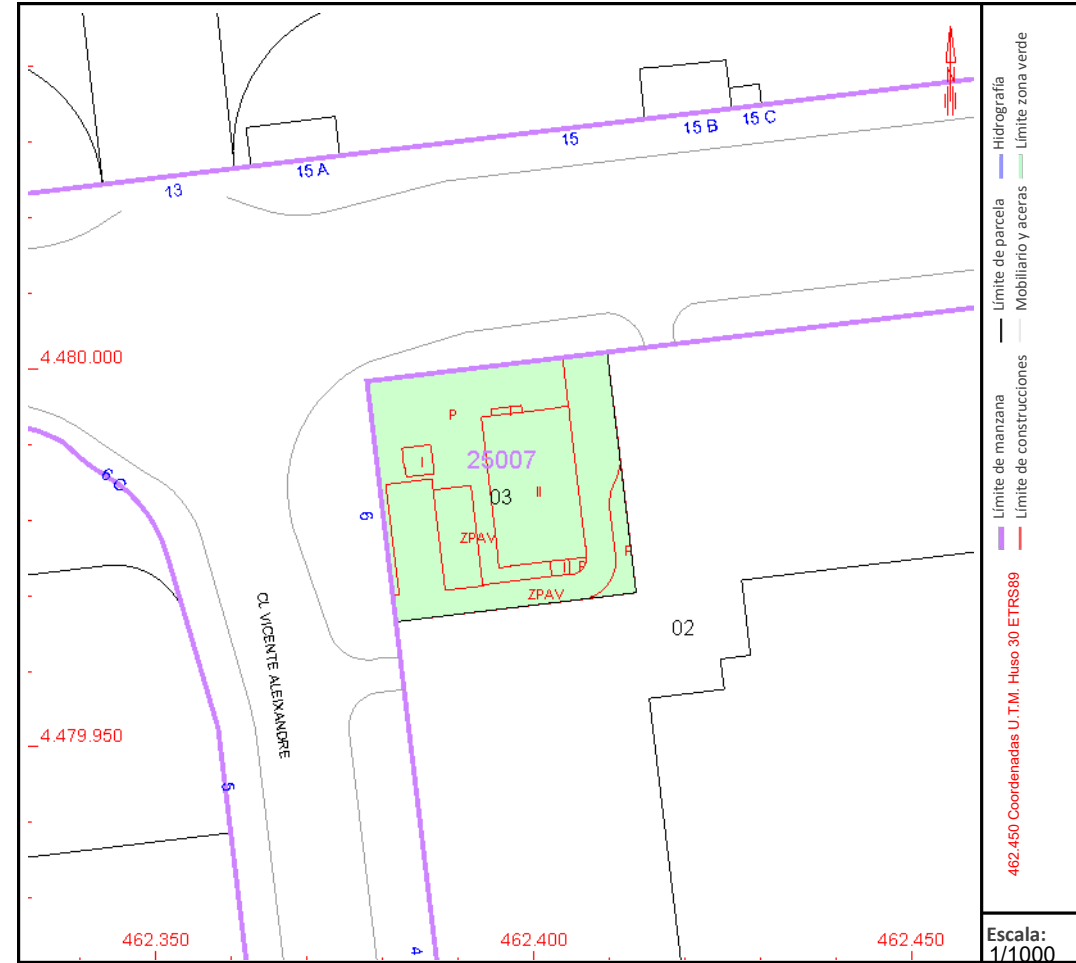 15 B
15 C
15
15 A
13
4.480.000
P
I
25007
03
II
6 C
6
ZPAV
P
II
P
ZPAV
CL VICENTE ALEIXANDRE
02
4.479.950
5
4
462.350
462.400
462.450
N
Límite de manzana
Límite de parcela
Hidrografía
Límite de construcciones
Mobiliario y aceras
Límite zona verde
462.450 Coordenadas U.T.M. Huso 30 ETRS89
Escala:
1/1000